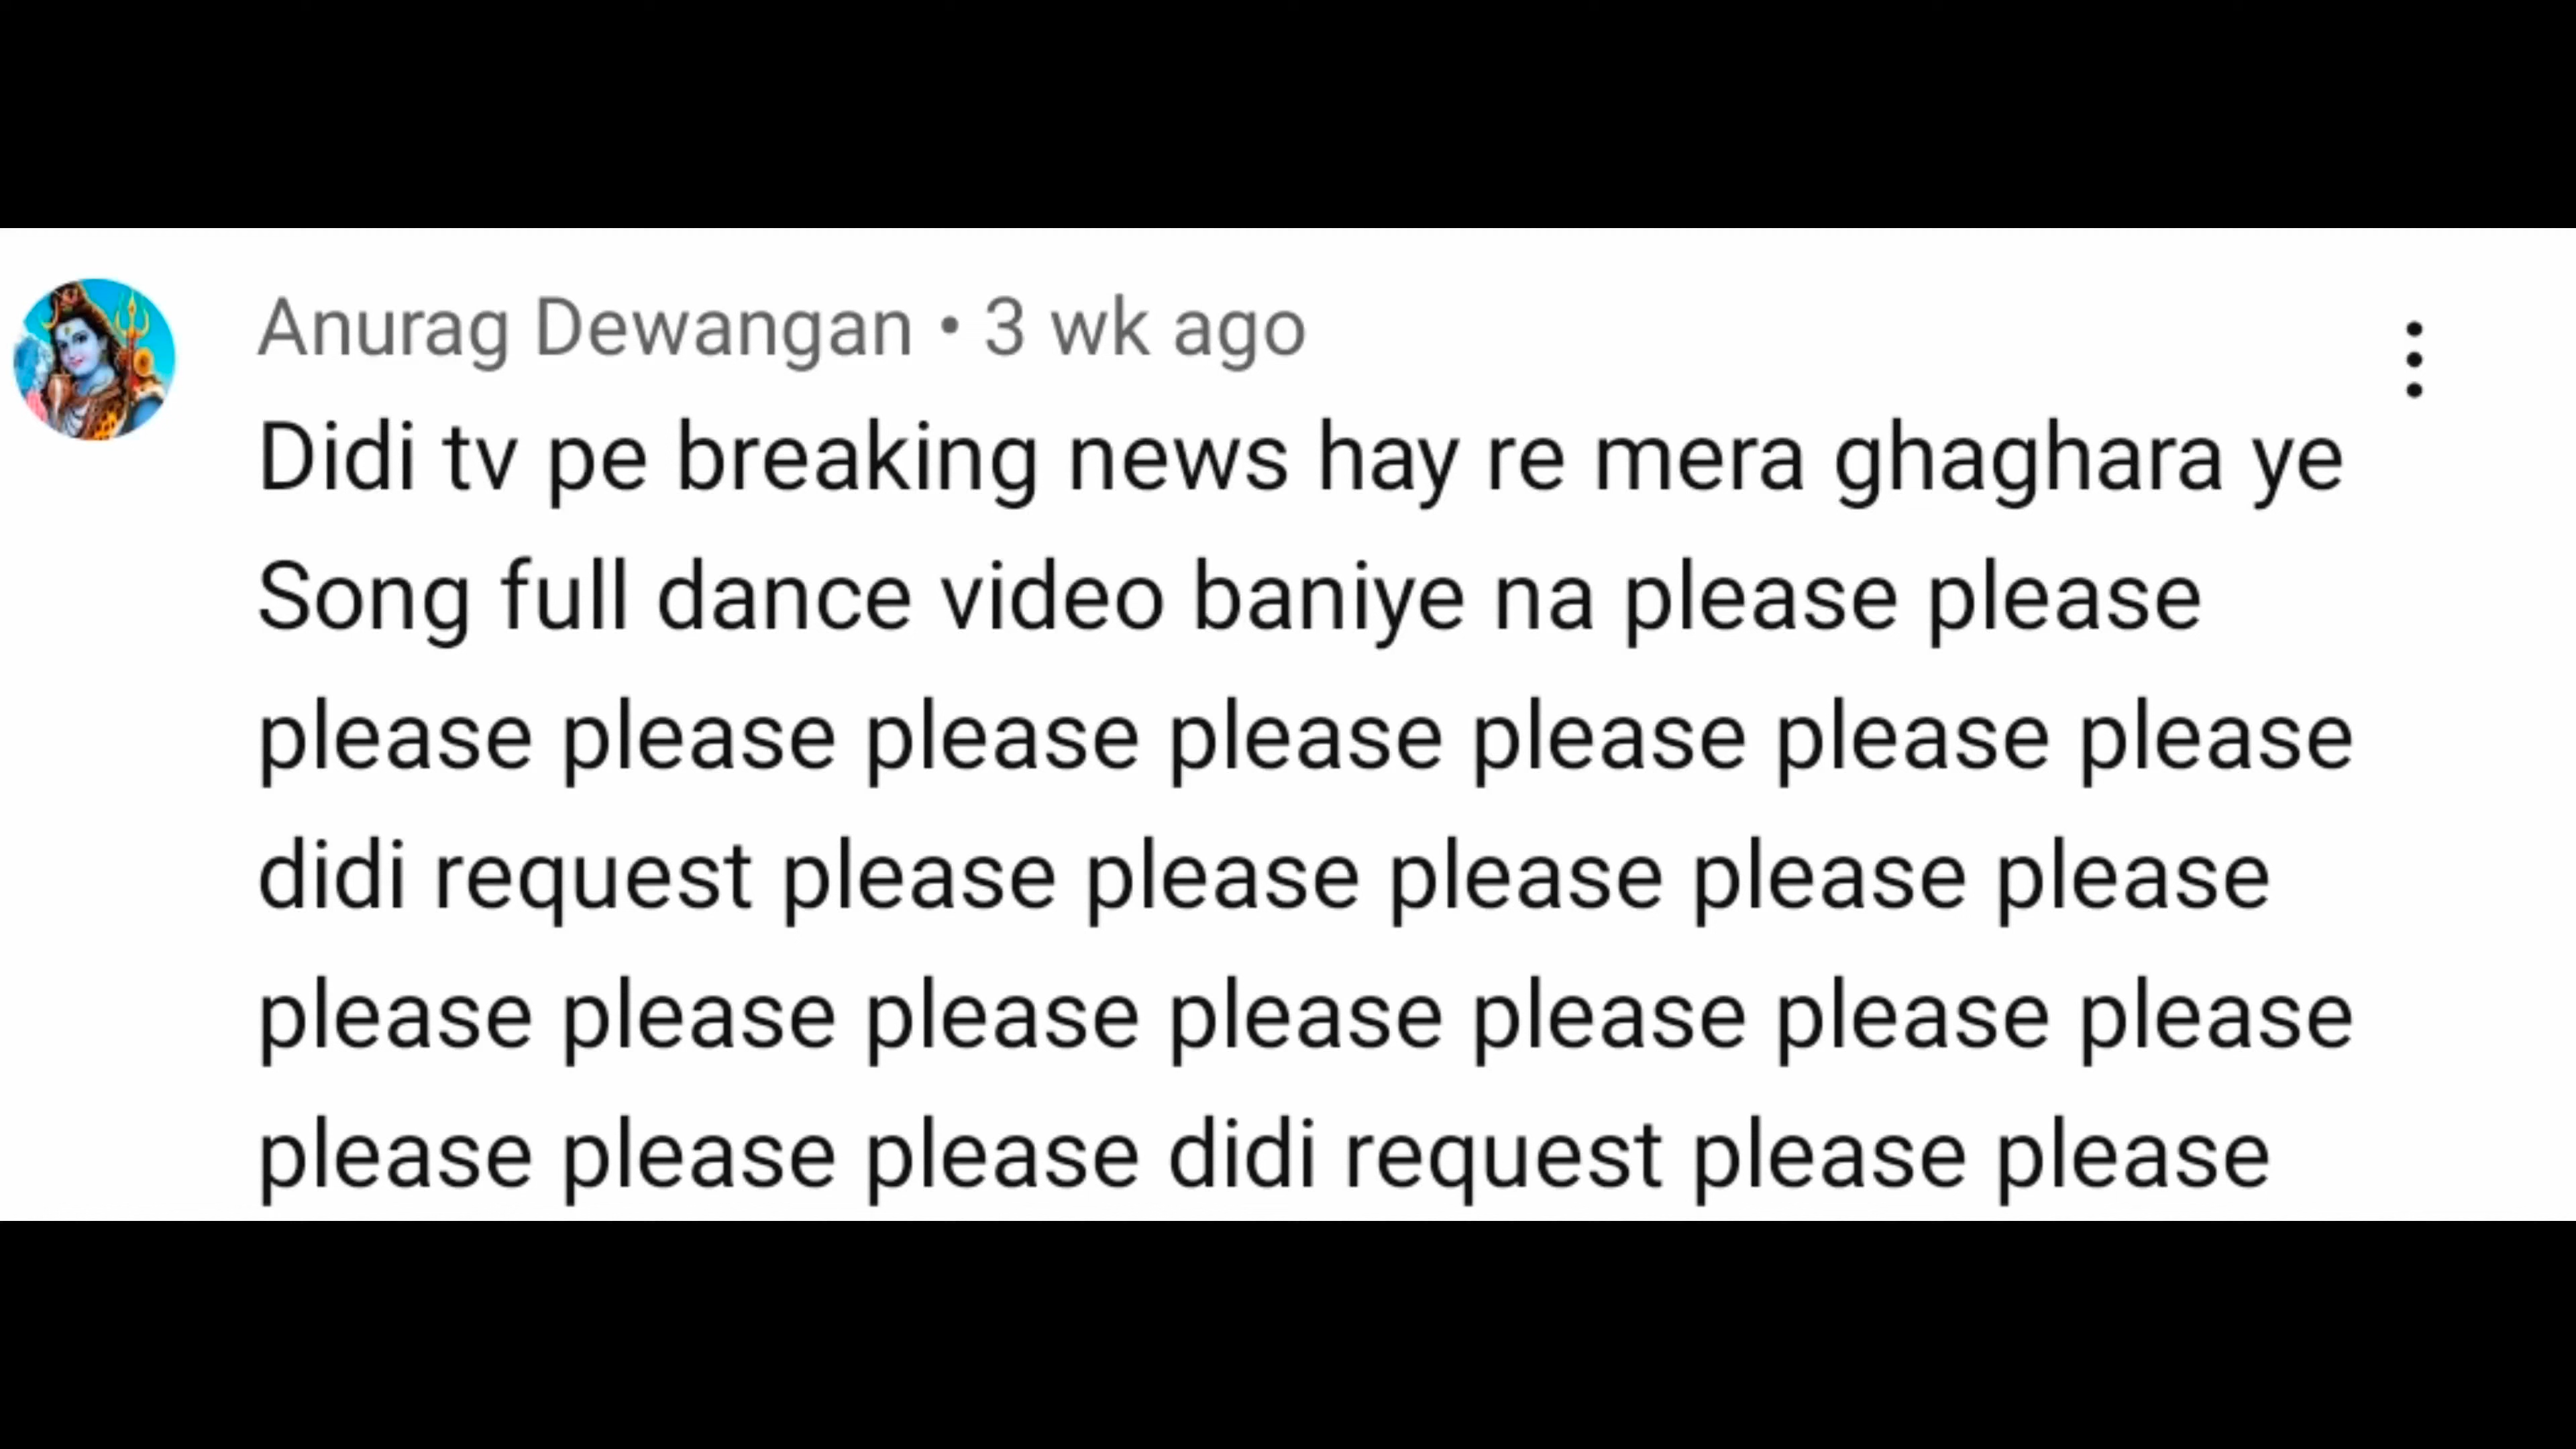 Anurag Dewangan • 3 wk ago
Didi tv pe breaking news hay re mera ghaghara ye
Song full dance video baniye na please please
please please please please please please please
didi request please please please please please
please please please please please please please
please please please didi request please please